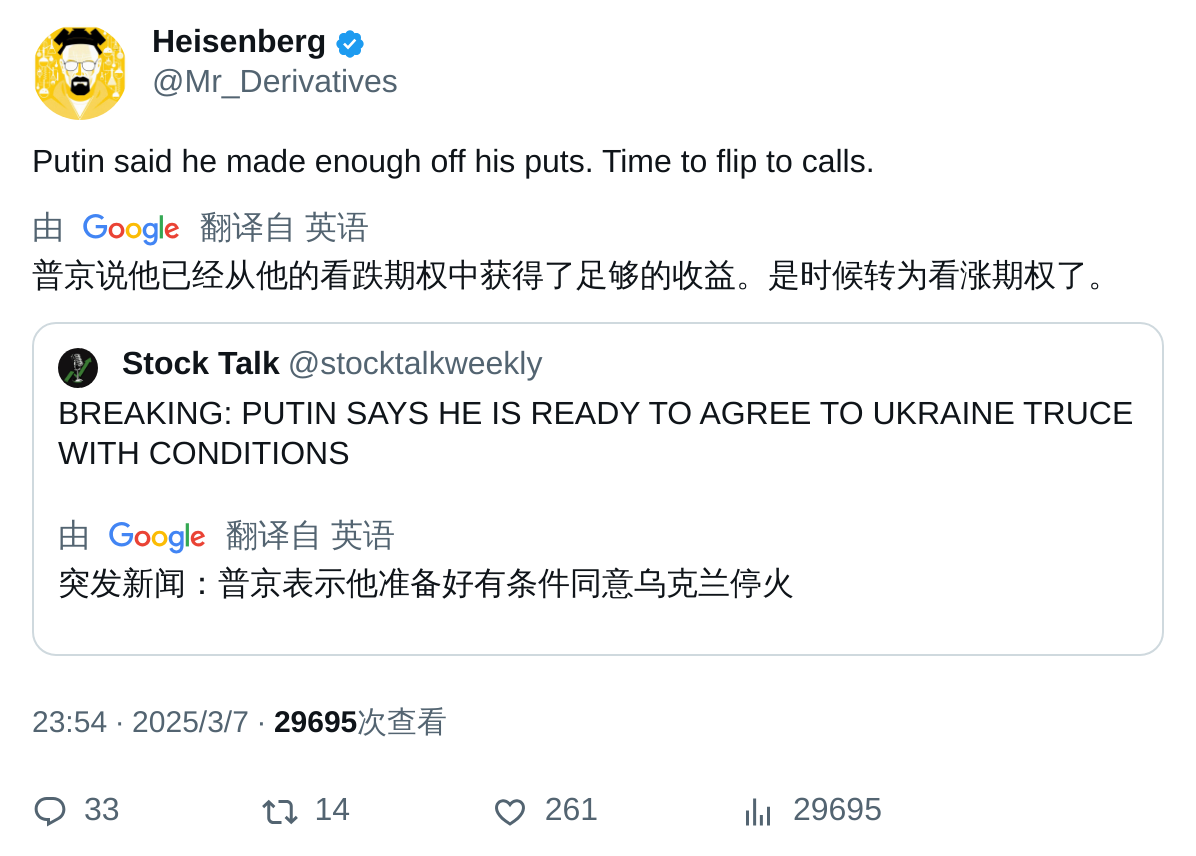 Heisenberg
@Mr_Derivatives
Putin said he made enough off his puts. Time to flip to calls.
由 Google 翻译自 英语
普京说他已经从他的看跌期权中获得了足够的收益。是时候转为看涨期权了。
Stock Talk @stocktalkweekly
BREAKING: PUTIN SAYS HE IS READY TO AGREE TO UKRAINE TRUCE
WITH CONDITIONS
由 Google 翻译自 英语
突发新闻：普京表示他准备好有条件同意乌克兰停火
23:54 · 2025/3/7 · 29695次查看
33 14 261 29695